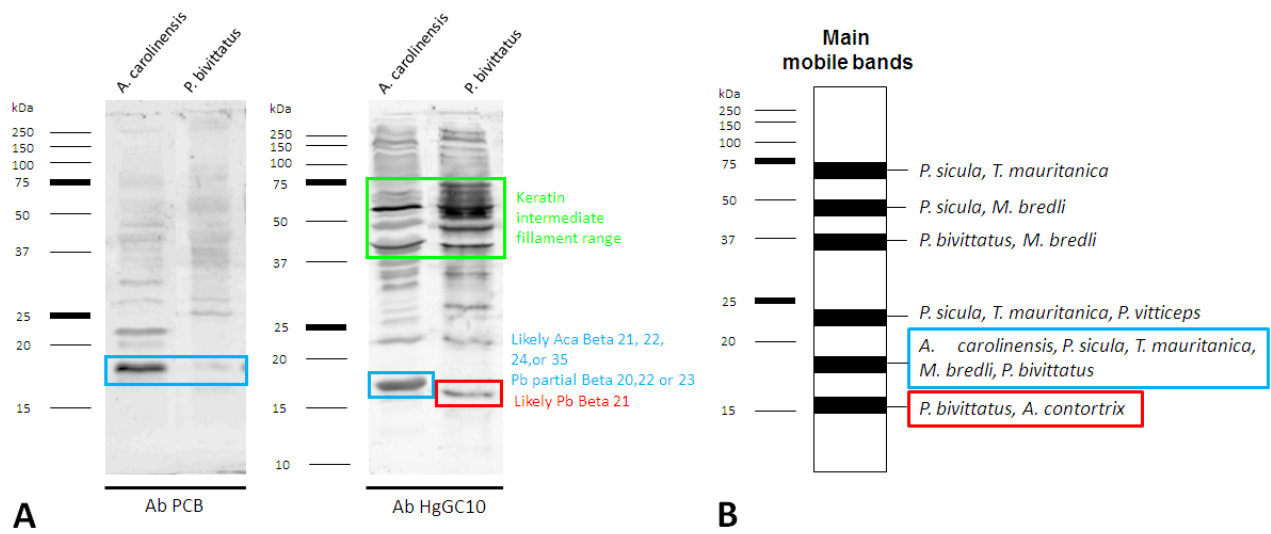 A. carolinensis
P. bivittatus
kDa
250
150
100
75
50
37
25
20
15
Ab PCB
A
A. carolinensis
P. bivittatus
kDa
250
150
100
75
50
37
25
20
15
10
Keratin
intermediate
fillament range
Likely Aca Beta 21, 22,
24,or 35
Pb partial Beta 20,22 or 23
Likely Pb Beta 21
Ab HgGC10
B
Main
mobile bands
kDa
250
150
100
75
50
37
25
20
15
P. sicula, T. mauritanica
P. sicula, M. bredli
P. bivittatus, M. bredli
P. sicula, T. mauritanica, P. vitticeps
A. carolinensis, P. sicula, T. mauritanica,
M. bredli, P. bivittatus
P. bivittatus, A. contortrix